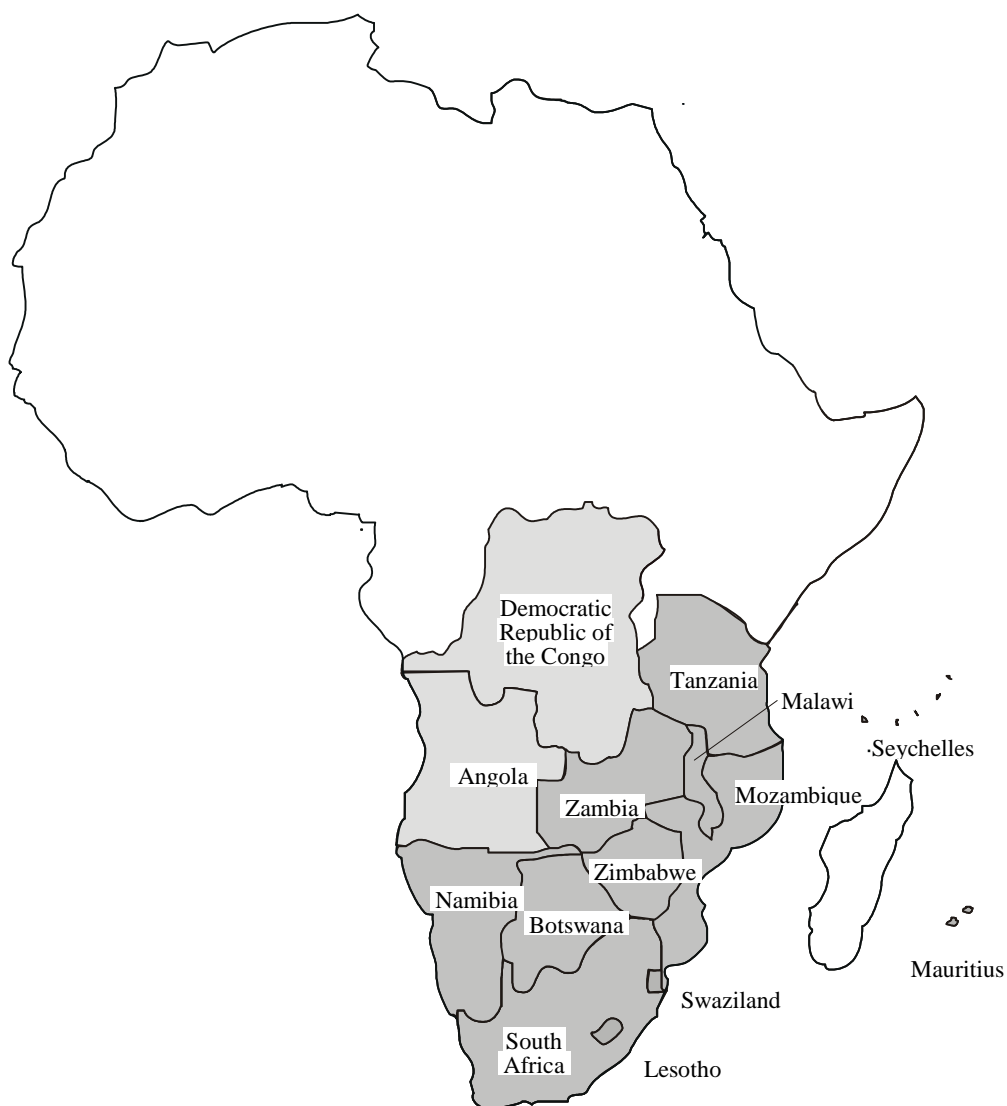 Democratic
Republic of
the Congo
Tanzania
Malawi
Seychelles
Angola
Mozambique
Zambia
Zimbabwe
Namibia
Botswana
Mauritius
Swaziland
South
Africa
Lesotho